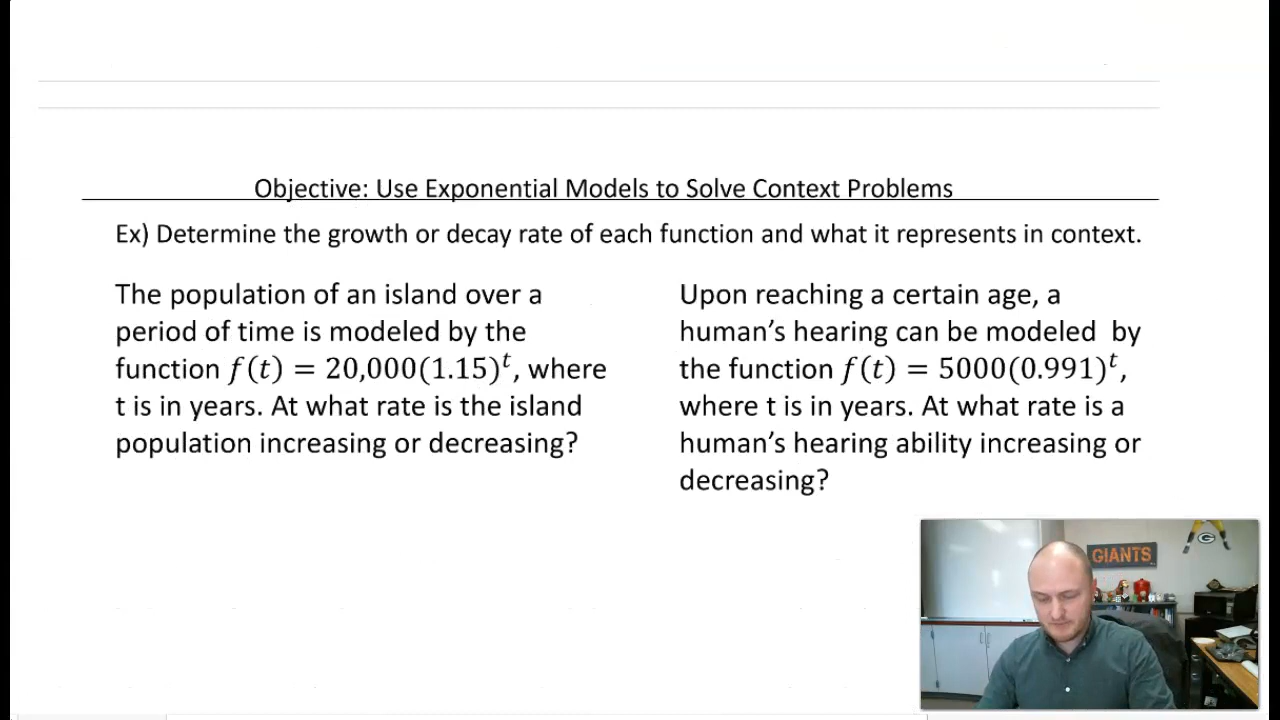 Objective: Use Exponential Models to Solve Context Problems
Ex) Determine the growth or decay rate of each function and what it represents in context.
The population of an island over a
period of time is modeled by the
function f(t) = 20,000(1.15)^t, where
t is in years. At what rate is the island
population increasing or decreasing?
Upon reaching a certain age, a
human’s hearing can be modeled by
the function f(t) = 5000(0.991)^t,
where t is in years. At what rate is a
human’s hearing ability increasing or
decreasing?
GIANTS
G